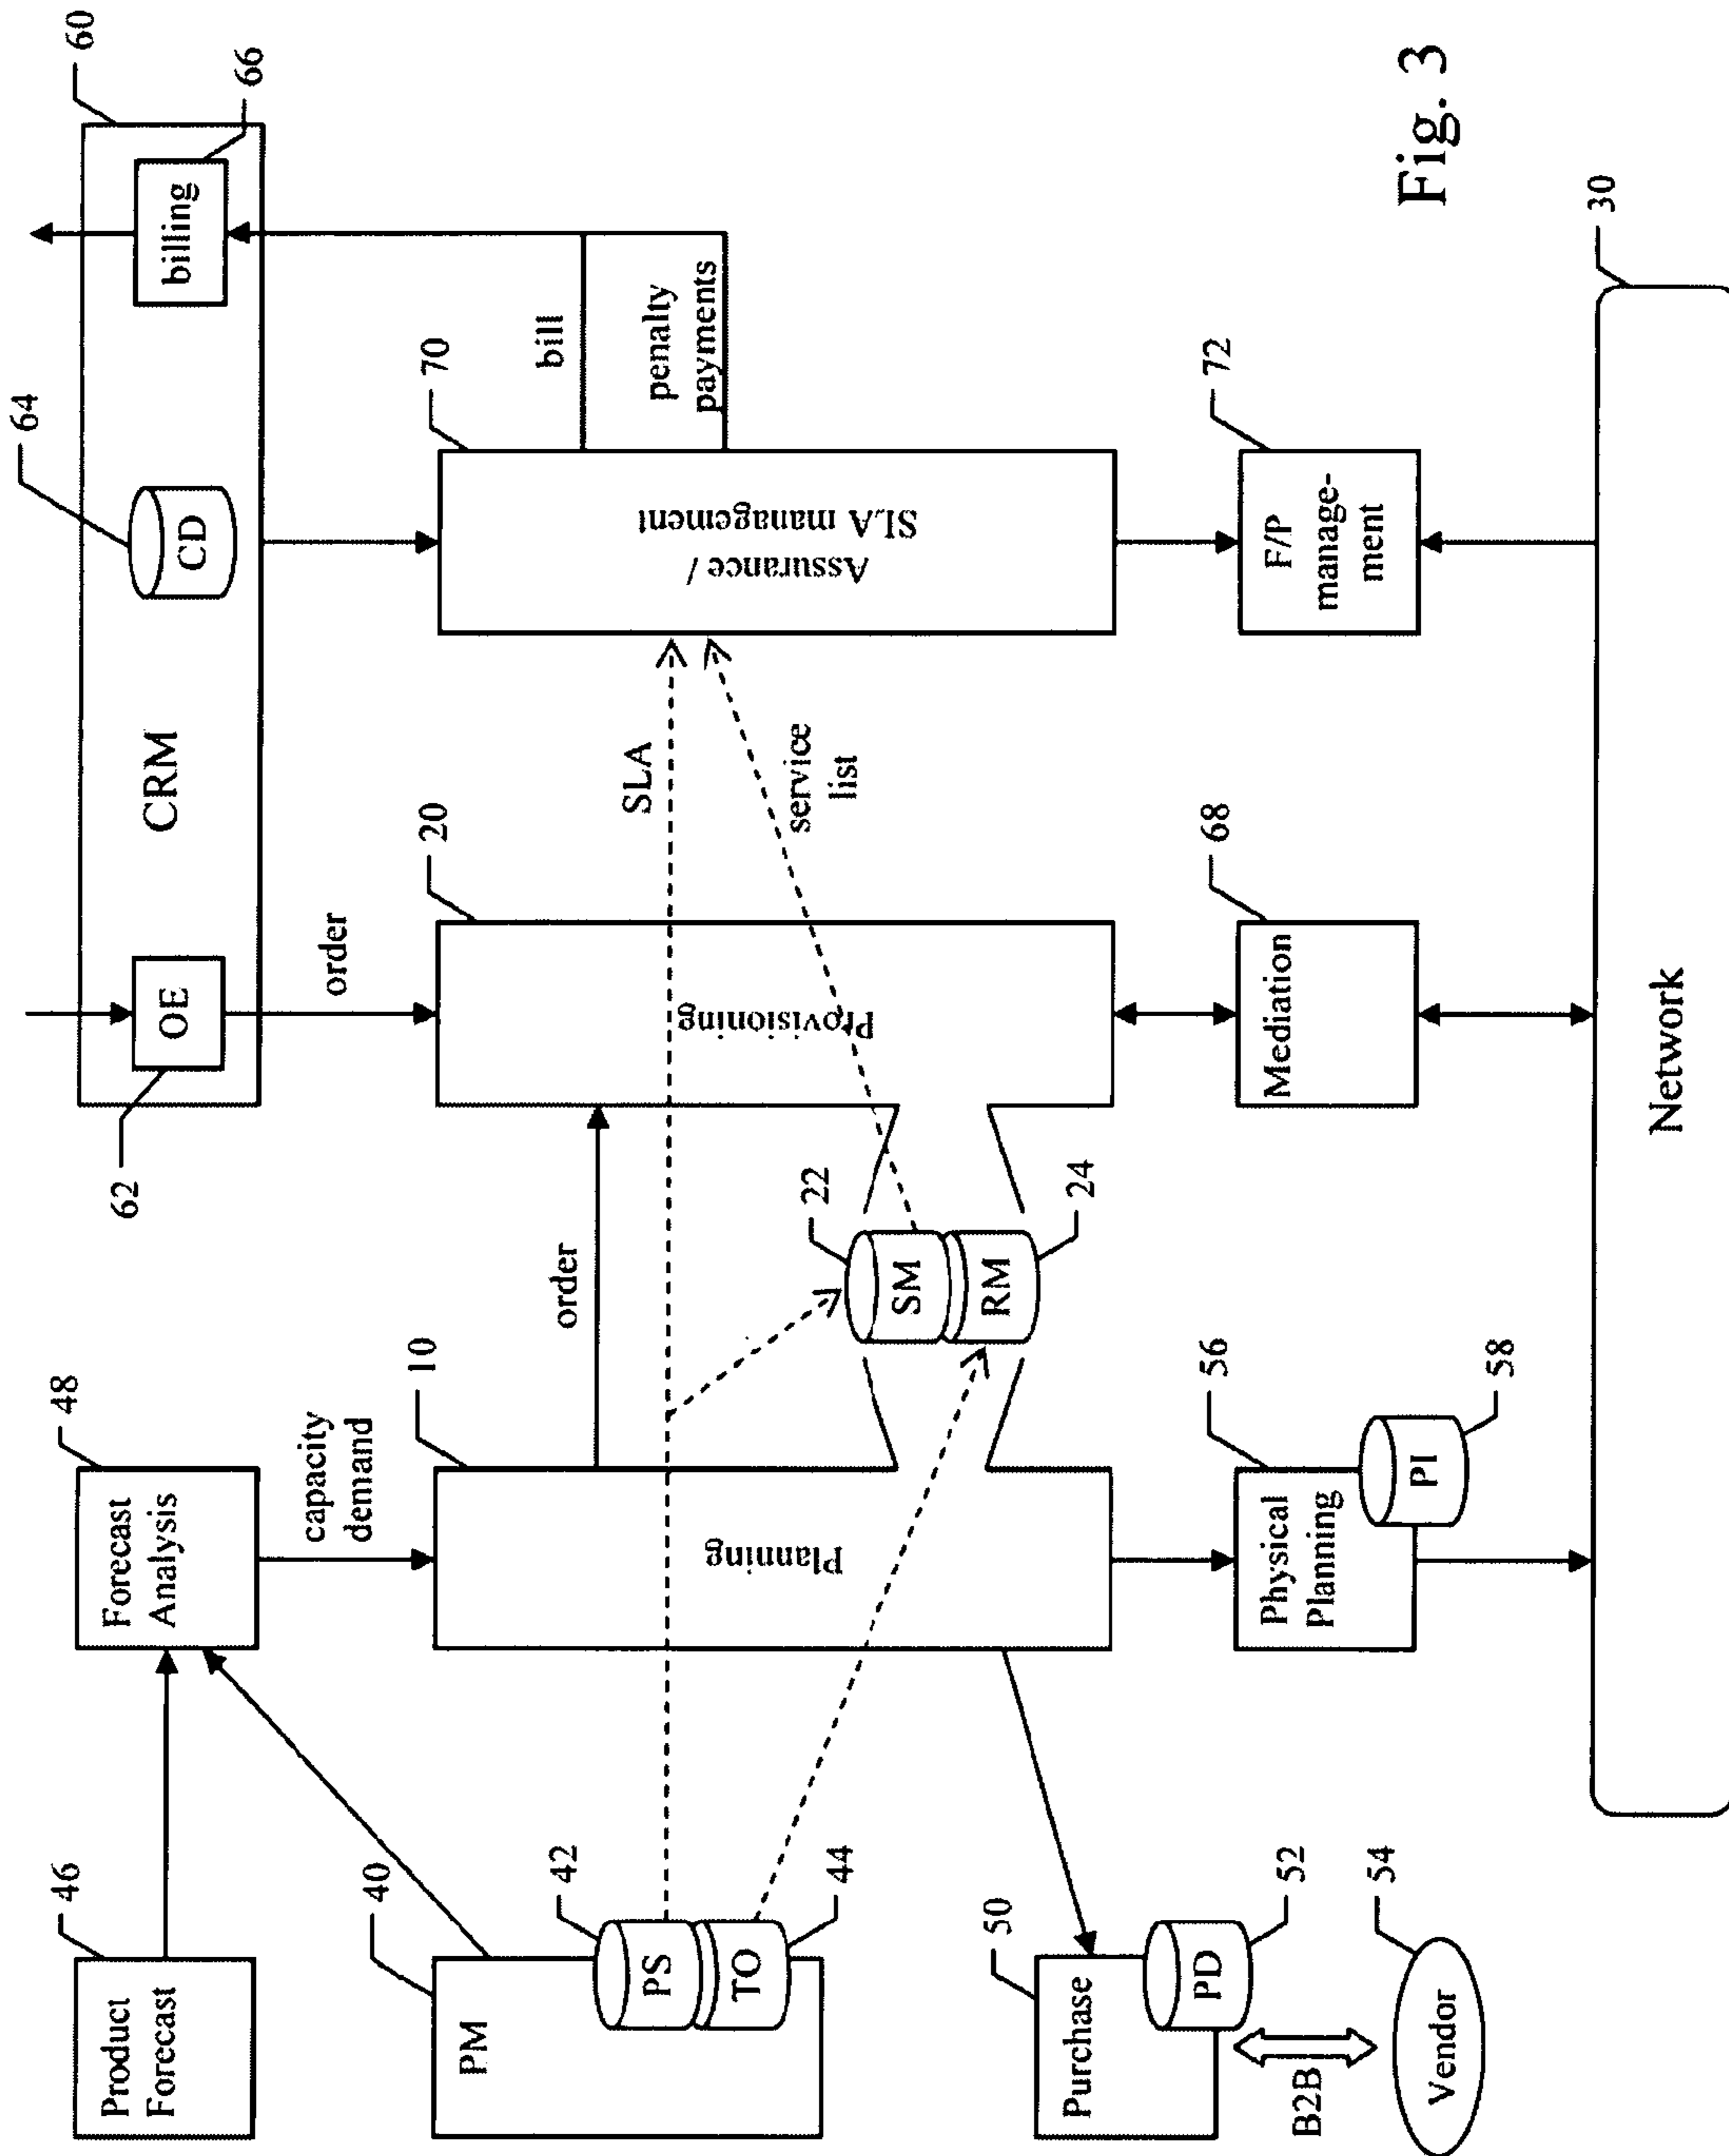 46
Product
Forecast
48
Forecast
Analysis
capacity
demand
40
PM
42
PS
TO
44
10
Planning
order
50
Purchase
PD
52
B2B
54
Vendor
56
Physical
Planning
PI
58
22
SM
RM
24
60
CRM
62
OE
order
64
CD
66
billing
20
Provisioning
SLA
service
list
68
Mediation
70
Assurance /
SLA management
bill
penalty
payments
72
F/P
manage-
ment
30
Network
Fig. 3